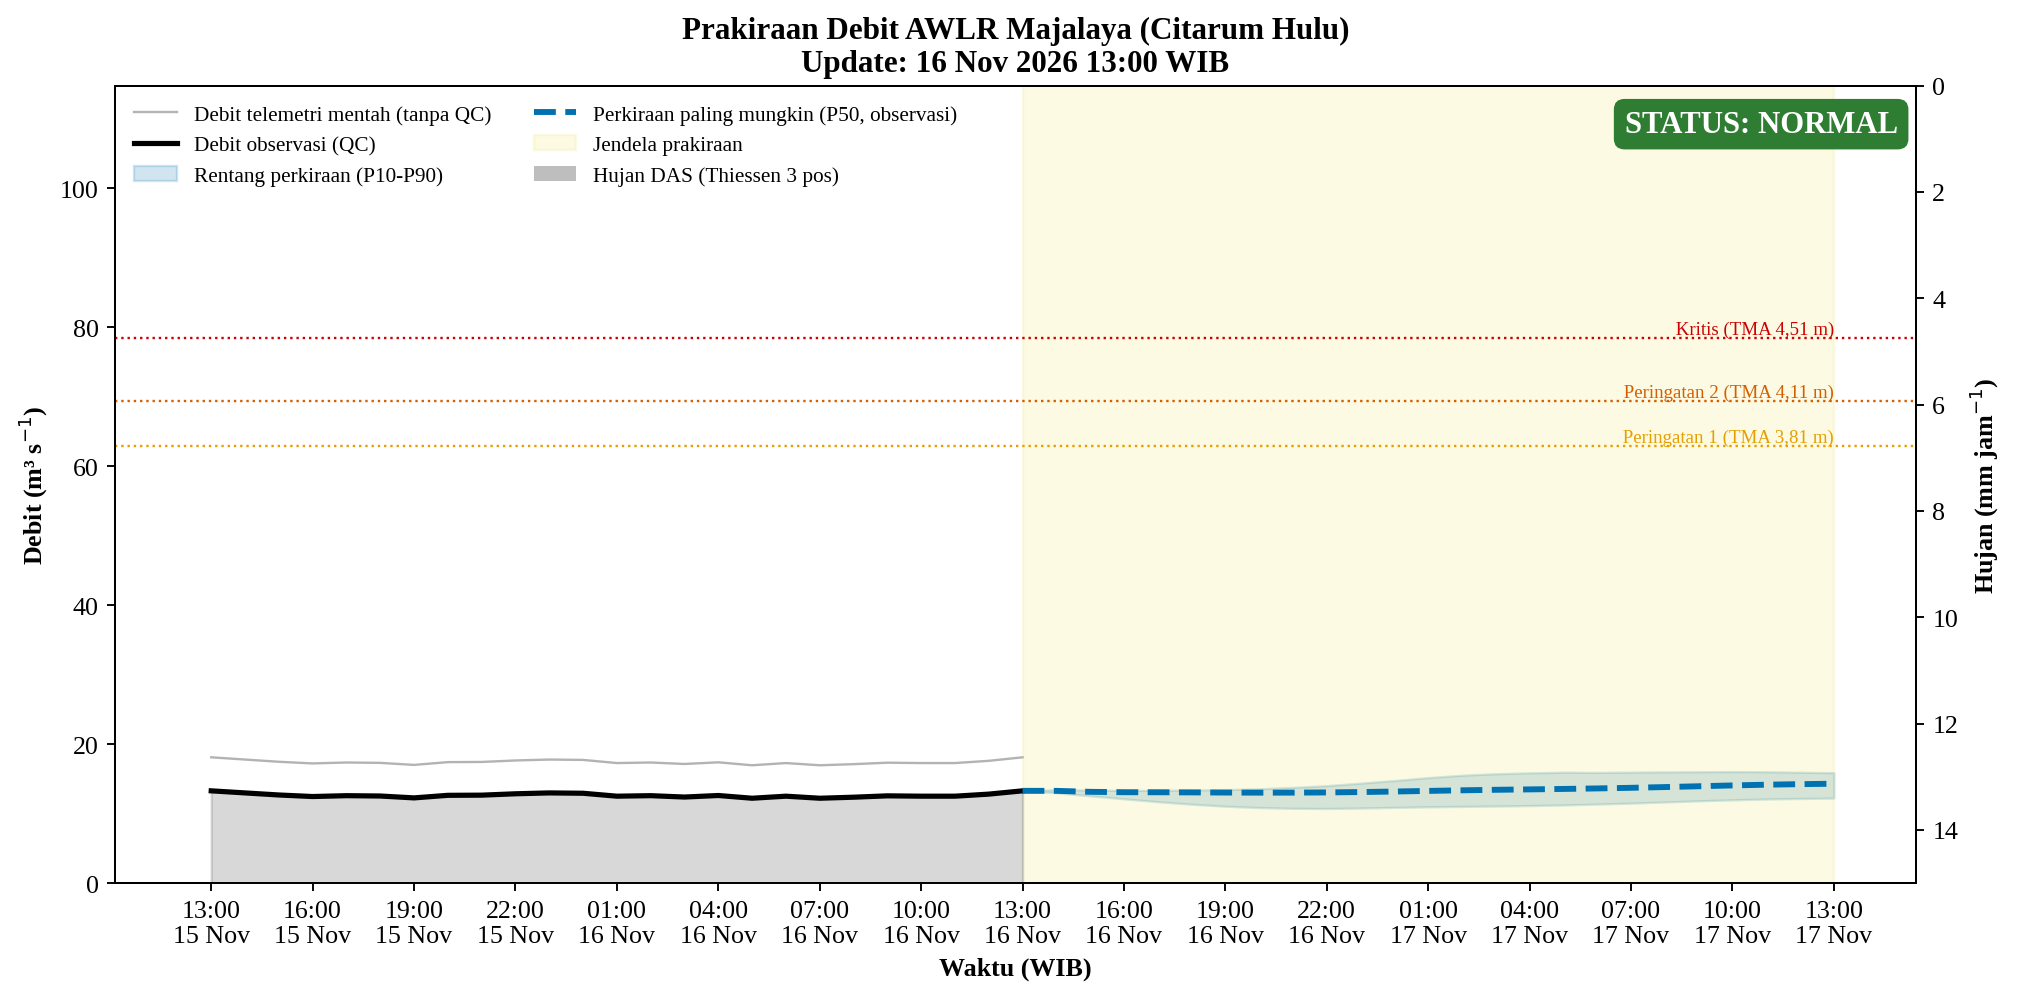 Prakiraan Debit AWLR Majalaya (Citarum Hulu)
Update: 16 Nov 2026 13:00 WIB
Debit telemetri mentah (tanpa QC)
Debit observasi (QC)
Rentang perkiraan (P10-P90)
Perkiraan paling mungkin (P50, observasi)
Jendela prakiraan
Hujan DAS (Thiessen 3 pos)
STATUS: NORMAL
Kritis (TMA 4,51 m)
Peringatan 2 (TMA 4,11 m)
Peringatan 1 (TMA 3,81 m)
Debit (m³ s⁻¹)
100
80
60
40
20
0
Hujan (mm jam⁻¹)
0
2
4
6
8
10
12
14
13:00 16:00 19:00 22:00 01:00 04:00 07:00 10:00 13:00 16:00 19:00 22:00 01:00 04:00 07:00 10:00 13:00
15 Nov 15 Nov 15 Nov 15 Nov 16 Nov 16 Nov 16 Nov 16 Nov 16 Nov 16 Nov 16 Nov 16 Nov 17 Nov 17 Nov 17 Nov 17 Nov 17 Nov
Waktu (WIB)